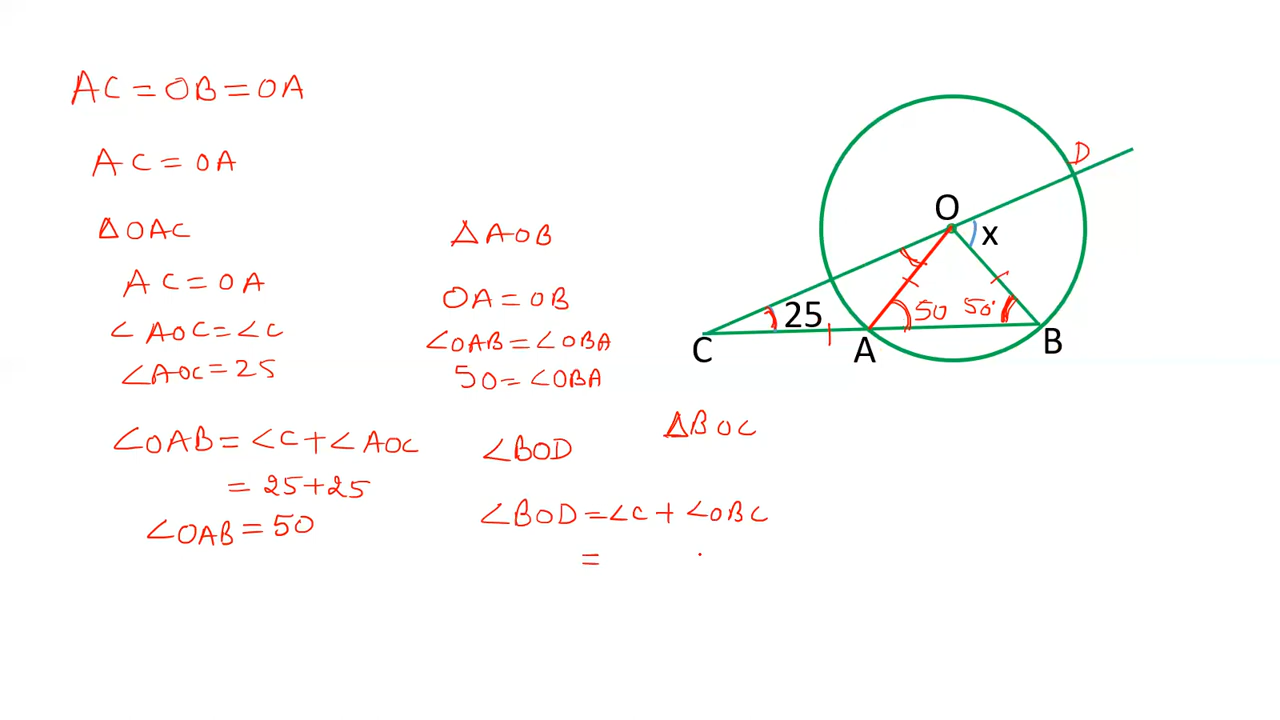 AC = OB = OA
AC = OA
△OAC
AC = OA
∠AOC = ∠C
∠AOC = 25
∠OAB = ∠C + ∠AOC
= 25 + 25
∠OAB = 50
△AOB
OA = OB
∠OAB = ∠OBA
50 = ∠OBA
∠BOD
△BOC
∠BOD = ∠C + ∠OBC
=
D
O
x
25
50
50°
C
A
B